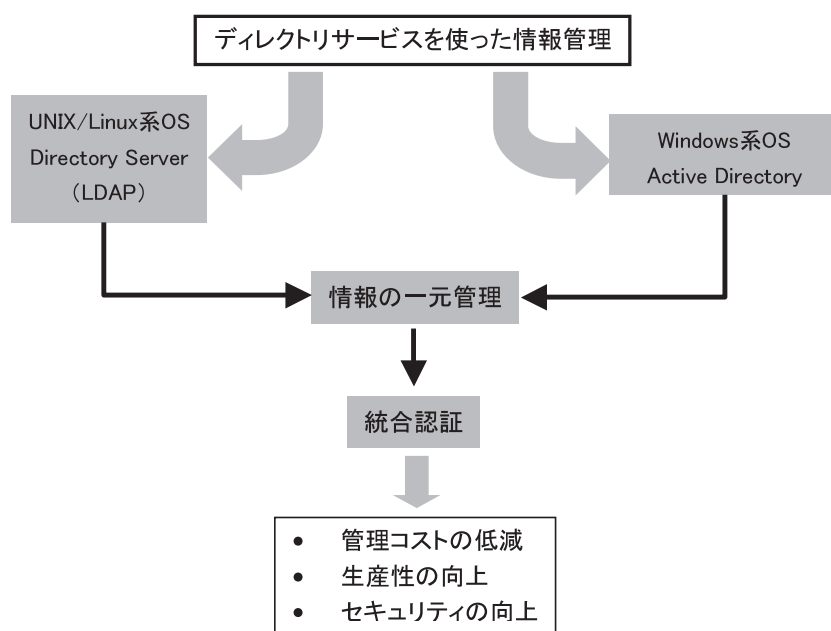 ディレクトリサービスを使った情報管理
UNIX/Linux系OS
Directory Server
（LDAP）
Windows系OS
Active Directory
情報の一元管理
統合認証
• 管理コストの低減
• 生産性の向上
• セキュリティの向上